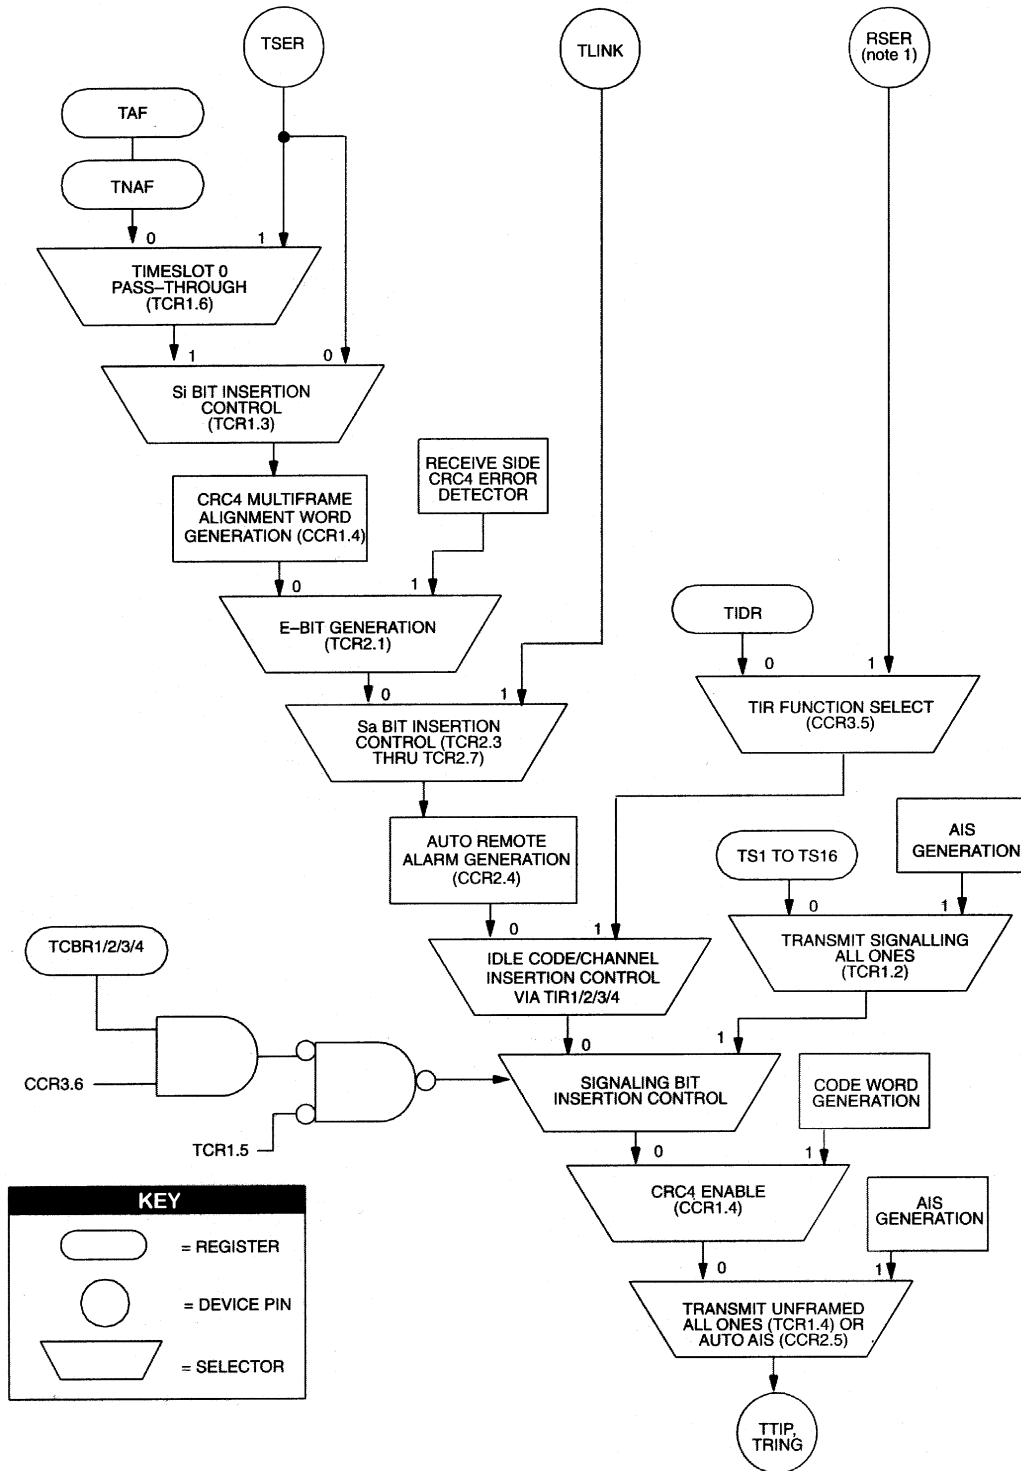 TSER
TLINK
RSER
(note 1)
TAF
TNAF
0
1
TIMESLOT 0
PASS–THROUGH
(TCR1.6)
1
0
Si BIT INSERTION
CONTROL
(TCR1.3)
RECEIVE SIDE
CRC4 ERROR
DETECTOR
CRC4 MULTIFRAME
ALIGNMENT WORD
GENERATION (CCR1.4)
0
1
E–BIT GENERATION
(TCR2.1)
TIDR
0
1
TIR FUNCTION SELECT
(CCR3.5)
0
1
Sa BIT INSERTION
CONTROL (TCR2.3
THRU TCR2.7)
AUTO REMOTE
ALARM GENERATION
(CCR2.4)
TS1 TO TS16
AIS
GENERATION
0
1
TRANSMIT SIGNALLING
ALL ONES
(TCR1.2)
0
1
IDLE CODE/CHANNEL
INSERTION CONTROL
VIA TIR1/2/3/4
TCBR1/2/3/4
CCR3.6
TCR1.5
0
1
SIGNALING BIT
INSERTION CONTROL
CODE WORD
GENERATION
0
1
CRC4 ENABLE
(CCR1.4)
AIS
GENERATION
0
1
TRANSMIT UNFRAMED
ALL ONES (TCR1.4) OR
AUTO AIS (CCR2.5)
TTIP,
TRING
KEY
= REGISTER
= DEVICE PIN
= SELECTOR